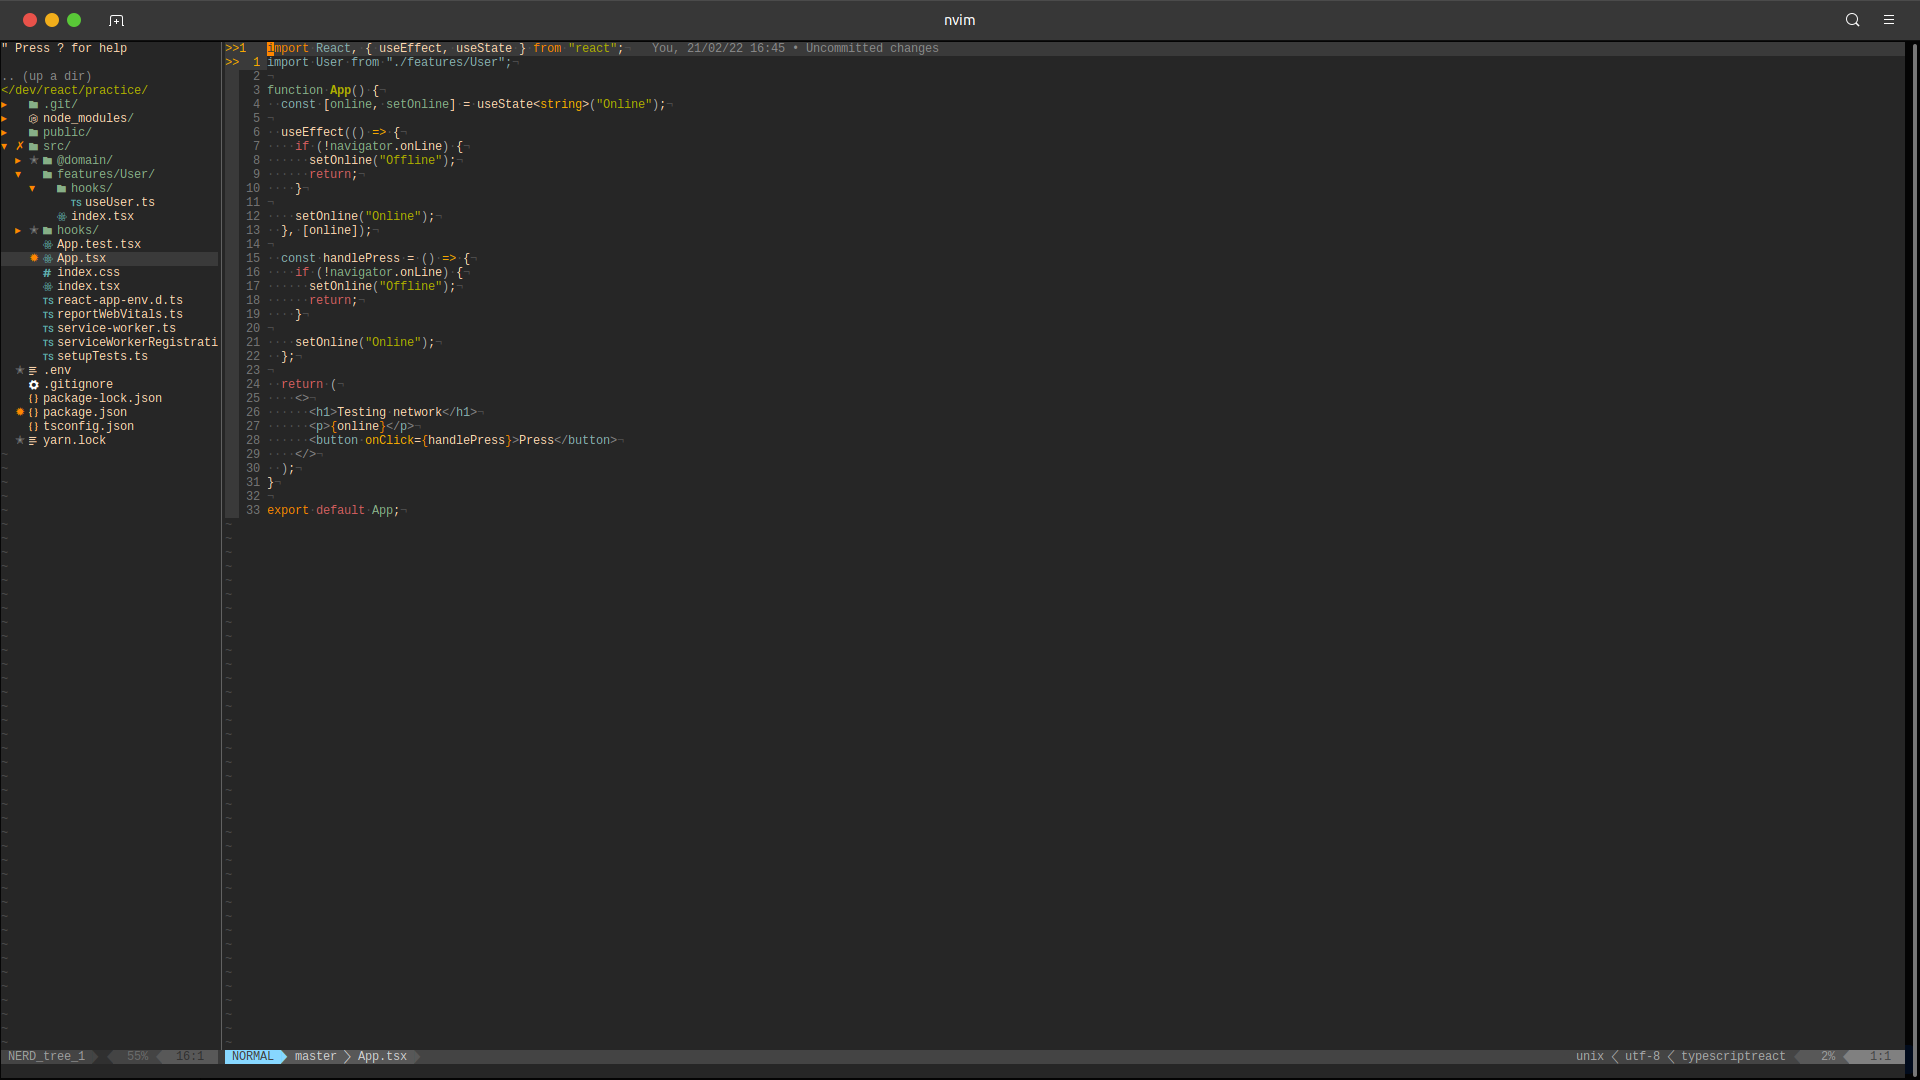 nvim
" Press ? for help
.. (up a dir)
</dev/react/practice/
▸ .git/
▸ node_modules/
▸ public/
▾ ✗ src/
▸ ✭ @domain/
▾ features/User/
▾ hooks/
TS useUser.ts
index.tsx
▸ ✭ hooks/
App.test.tsx
✹ App.tsx
# index.css
index.tsx
TS react-app-env.d.ts
TS reportWebVitals.ts
TS service-worker.ts
TS serviceWorkerRegistrati
TS setupTests.ts
✭ .env
.gitignore
{} package-lock.json
✹ {} package.json
{} tsconfig.json
✭ yarn.lock
NERD_tree_1 55% 16:1
>>1 import·React,·{·useEffect,·useState·}·from·"react";¬ You, 21/02/22 16:45 • Uncommitted changes
>> 1 import·User·from·"./features/User";¬
2 ¬
3 function·App()·{¬
4 ··const·[online,·setOnline]·=·useState<string>("Online");¬
5 ¬
6 ··useEffect(()·=>·{¬
7 ····if·(!navigator.onLine)·{¬
8 ······setOnline("Offline");¬
9 ······return;¬
10 ····}¬
11 ¬
12 ····setOnline("Online");¬
13 ··},·[online]);¬
14 ¬
15 ··const·handlePress·=·()·=>·{¬
16 ····if·(!navigator.onLine)·{¬
17 ······setOnline("Offline");¬
18 ······return;¬
19 ····}¬
20 ¬
21 ····setOnline("Online");¬
22 ··};¬
23 ¬
24 ··return·(¬
25 ····<>¬
26 ······<h1>Testing·network</h1>¬
27 ······<p>{online}</p>¬
28 ······<button·onClick={handlePress}>Press</button>¬
29 ····</>¬
30 ··);¬
31 }¬
32 ¬
33 export·default·App;¬
NORMAL master App.tsx unix utf-8 typescriptreact 2% 1:1